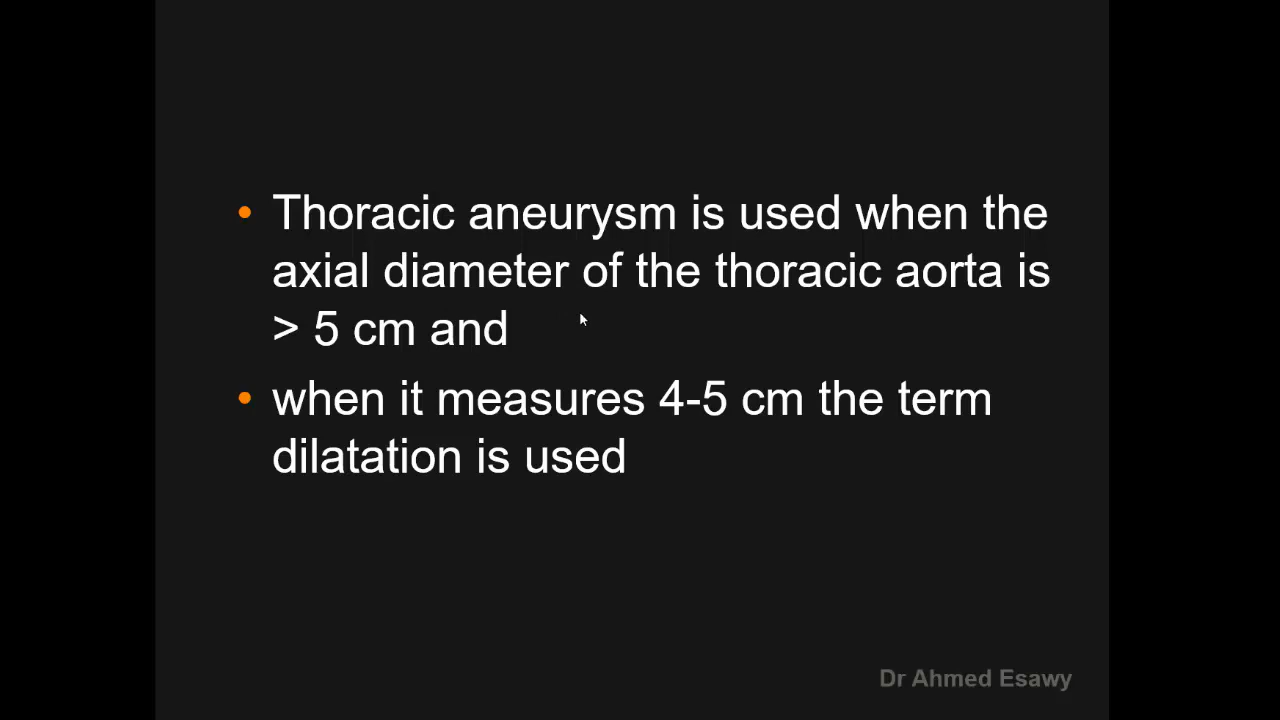 • Thoracic aneurysm is used when the
axial diameter of the thoracic aorta is
> 5 cm and
• when it measures 4-5 cm the term
dilatation is used
Dr Ahmed Esawy